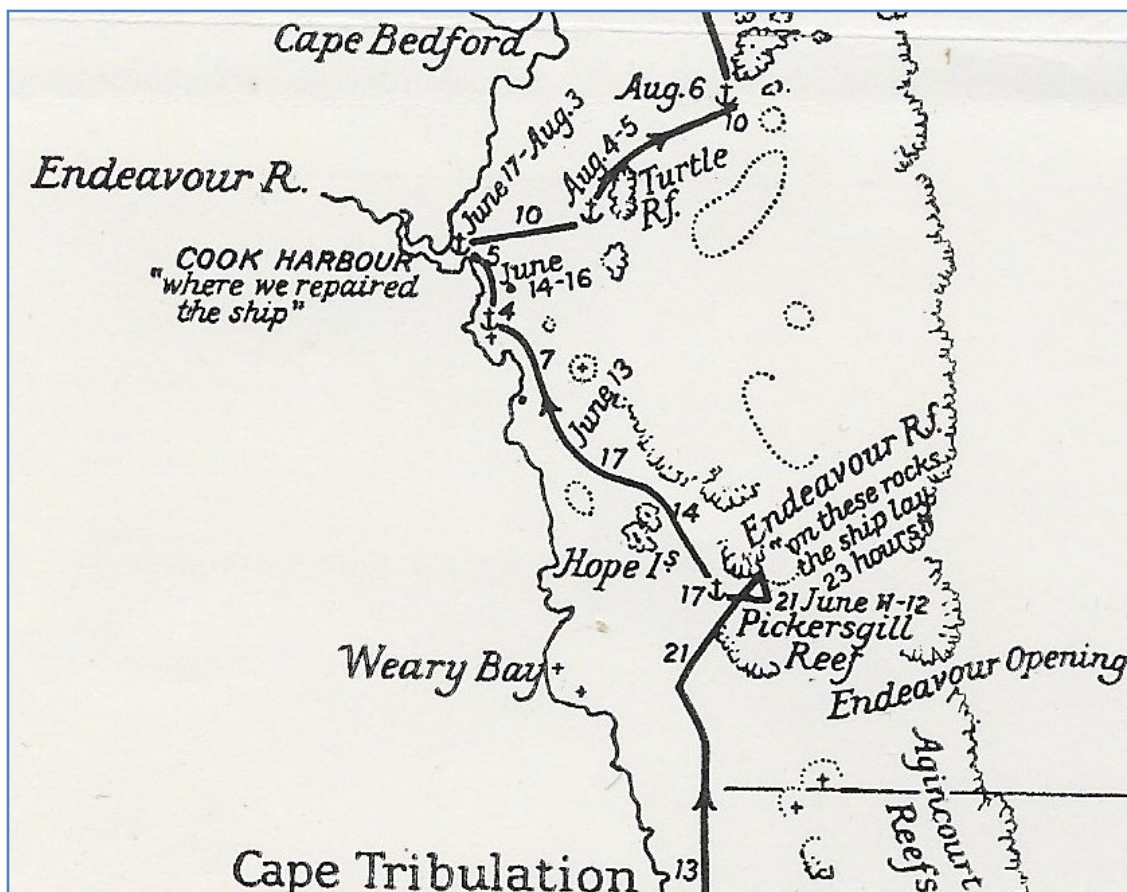 Cape Bedford
Aug. 6
10
June 17-Aug. 3
Aug. 4-5
Turtle
Rf.
Endeavour R.
10
COOK HARBOUR
"where we repaired
the ship"
5
June
14-16
4
7
June 13
17
14
Endeavour Rf.
"on these rocks
the ship lay
23 hours"
Hope Is
17
21 June 11-12
Pickersgill
Reef
21
Weary Bay
Endeavour Opening
Agincourt
Reefs
Cape Tribulation
13